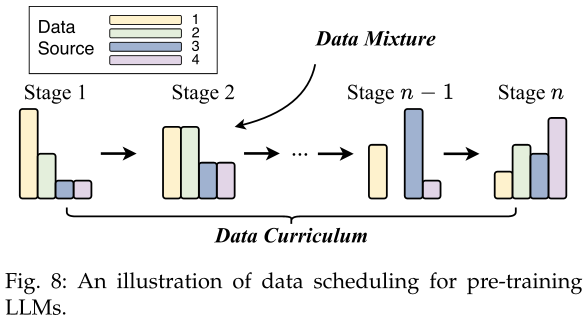 Data
Source
1
2
3
4
Data Mixture
Stage 1
Stage 2
Stage n − 1
Stage n
...
Data Curriculum
Fig. 8: An illustration of data scheduling for pre-training
LLMs.